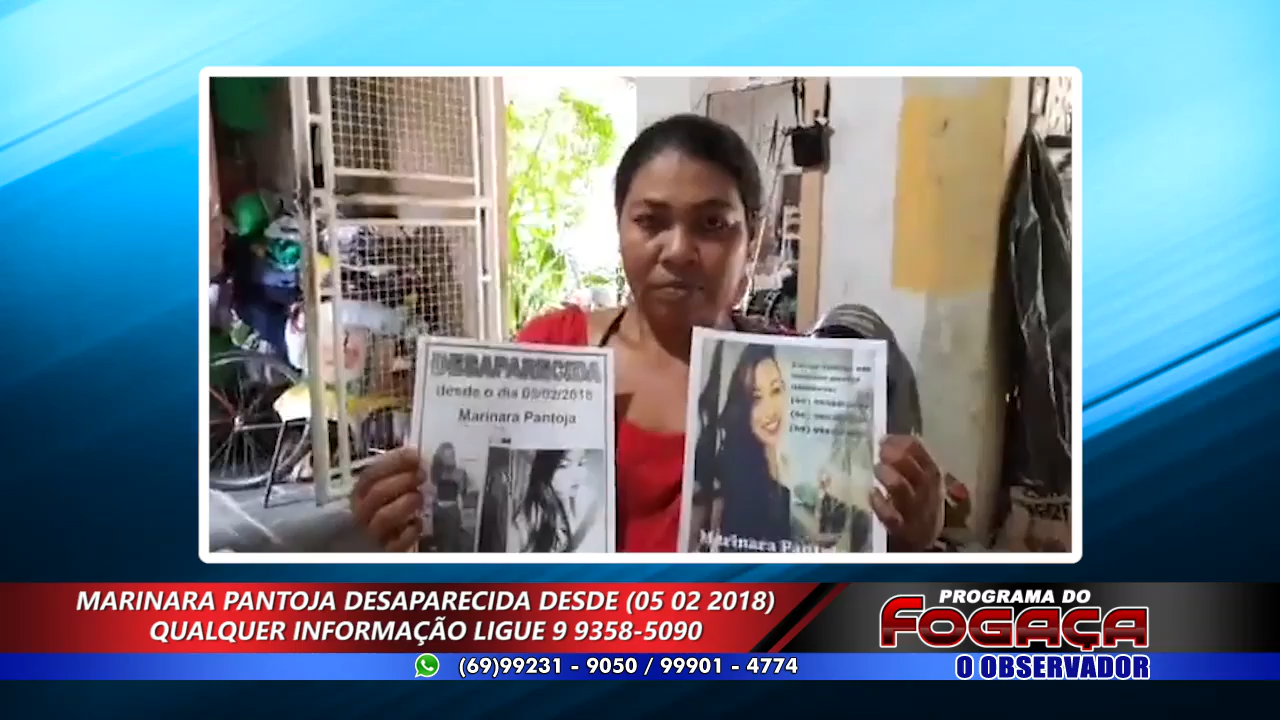 DESAPARECIDA
desde o dia 05/02/2018
Marinara Pantoja
Marinara
MARINARA PANTOJA DESAPARECIDA DESDE (05 02 2018)
QUALQUER INFORMAÇÃO LIGUE 9 9358-5090
PROGRAMA DO
FOGAÇA
O OBSERVADOR
(69)99231 - 9050 / 99901 - 4774